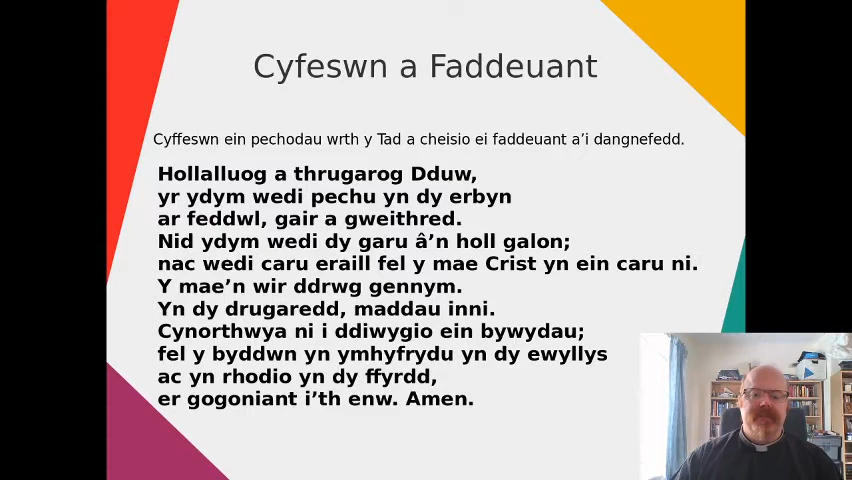 Cyfeswn a Faddeuant
Cyffeswn ein pechodau wrth y Tad a cheisio ei faddeuant a’i dangnefedd.
Hollalluog a thrugarog Dduw,
yr ydym wedi pechu yn dy erbyn
ar feddwl, gair a gweithred.
Nid ydym wedi dy garu â’n holl galon;
nac wedi caru eraill fel y mae Crist yn ein caru ni.
Y mae’n wir ddrwg gennym.
Yn dy drugaredd, maddau inni.
Cynorthwya ni i ddiwygio ein bywydau;
fel y byddwn yn ymhyfrydu yn dy ewyllys
ac yn rhodio yn dy ffyrdd,
er gogoniant i’th enw. Amen.